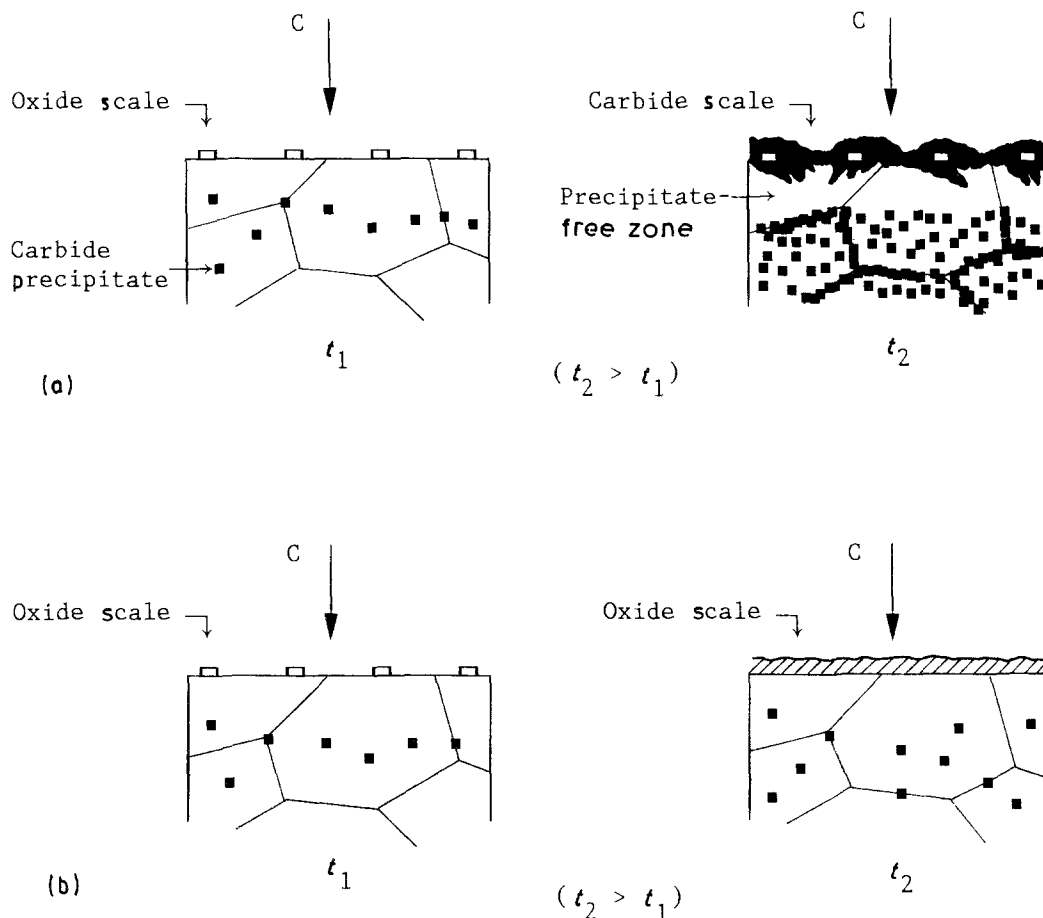 C
C
Oxide scale
Carbide scale
Precipitate-
free zone
Carbide
precipitate
t1
t2
(a)
(t2 > t1)
C
C
Oxide scale
Oxide scale
t1
t2
(b)
(t2 > t1)